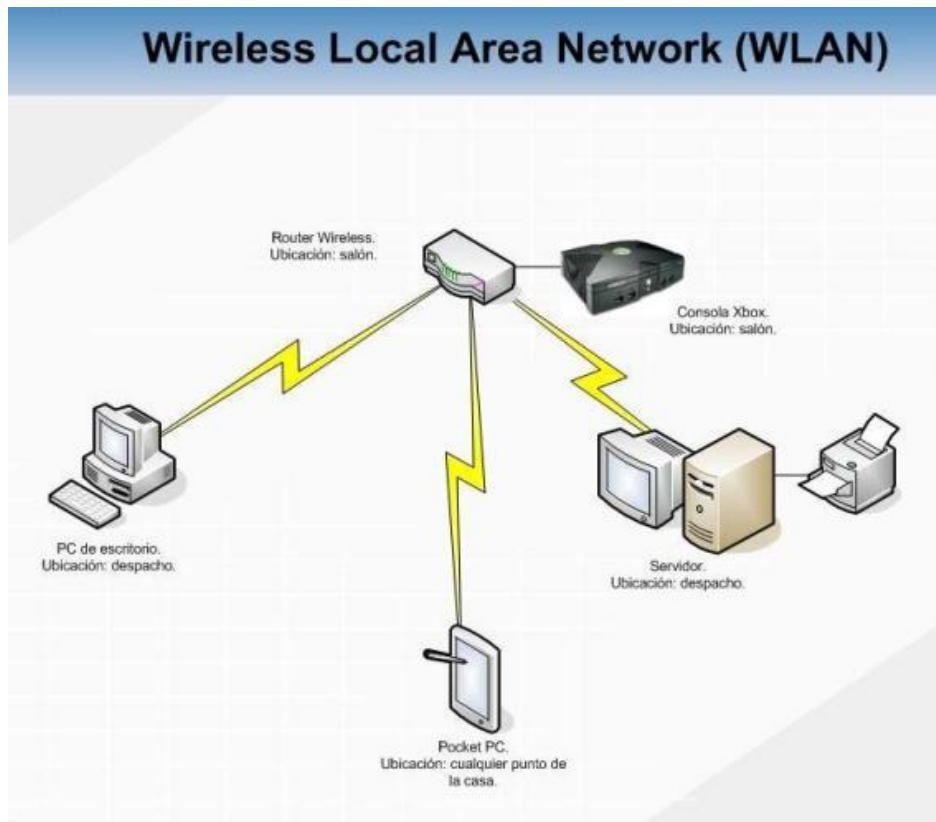 Wireless Local Area Network (WLAN)
Router Wireless.
Ubicación: salón.
Consola Xbox.
Ubicación: salón.
PC de escritorio.
Ubicación: despacho.
Servidor.
Ubicación: despacho.
Pocket PC.
Ubicación: cualquier punto de
la casa.